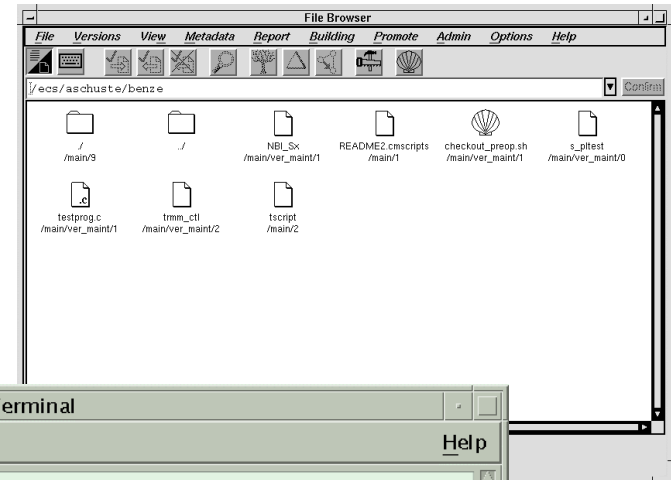 File Browser
File Versions View Metadata Report Building Promote Admin Options Help
/ecs/aschuste/benze Confirm
./ ../ NBI_Sx README2.cmscripts checkout_preop.sh s_pltest
/main/9 /main/ver_maint/1 /main/1 /main/ver_maint/1 /main/ver_maint/0
.c
testprog.c trmm_ctl tscript
/main/ver_maint/1 /main/ver_maint/2 /main/2
Terminal
Help